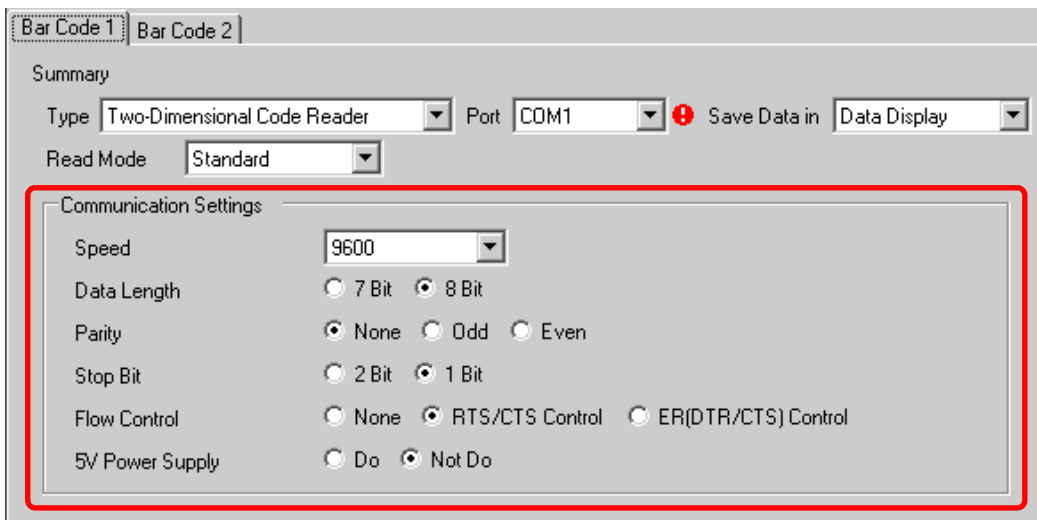 Bar Code 1 Bar Code 2
Summary
Type Two-Dimensional Code Reader Port COM1 Save Data in Data Display
Read Mode Standard
Communication Settings
Speed 9600
Data Length 7 Bit 8 Bit
Parity None Odd Even
Stop Bit 2 Bit 1 Bit
Flow Control None RTS/CTS Control ER(DTR/CTS) Control
5V Power Supply Do Not Do